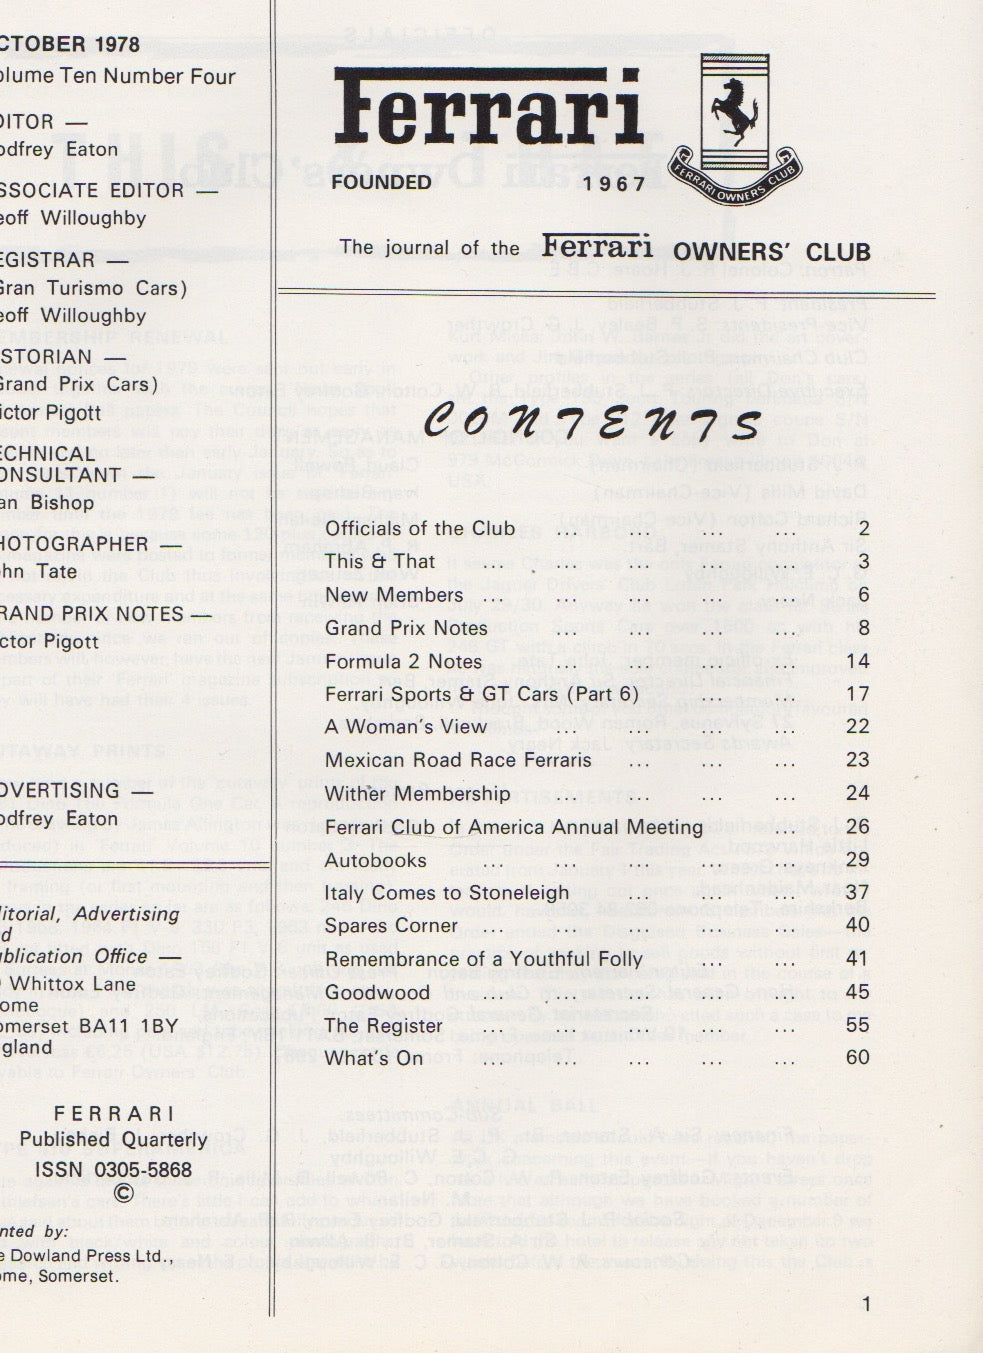 CTOBER 1978
olume Ten Number Four
DITOR —
odfrey Eaton
SSOCIATE EDITOR —
eoff Willoughby
EGISTRAR —
Gran Turismo Cars)
eoff Willoughby
ISTORIAN —
Grand Prix Cars)
ictor Pigott
ECHNICAL
ONSULTANT —
an Bishop
HOTOGRAPHER —
ohn Tate
RAND PRIX NOTES —
ictor Pigott
DVERTISING —
odfrey Eaton
ditorial, Advertising
nd
ublication Office —
Whittox Lane
ome
omerset BA11 1BY
ngland
FERRARI
Published Quarterly
ISSN 0305-5868
©
inted by:
e Dowland Press Ltd.,
ome, Somerset.
Ferrari
FERRARI OWNERS' CLUB
FOUNDED 1967
The journal of the Ferrari OWNERS' CLUB
CONTENTS
Officials of the Club ... ... 2
This & That ... ... ... ... 3
New Members ... ... ... ... ... 6
Grand Prix Notes ... ... ... ... 8
Formula 2 Notes ... ... ... ... 14
Ferrari Sports & GT Cars (Part 6) ... ... 17
A Woman's View ... ... ... ... 22
Mexican Road Race Ferraris ... ... ... 23
Wither Membership ... ... ... ... 24
Ferrari Club of America Annual Meeting ... 26
Autobooks ... ... ... ... ... 29
Italy Comes to Stoneleigh ... ... ... 37
Spares Corner ... ... ... ... 40
Remembrance of a Youthful Folly ... ... 41
Goodwood ... ... ... ... ... 45
The Register ... ... ... ... ... 55
What's On ... ... ... ... ... 60
1